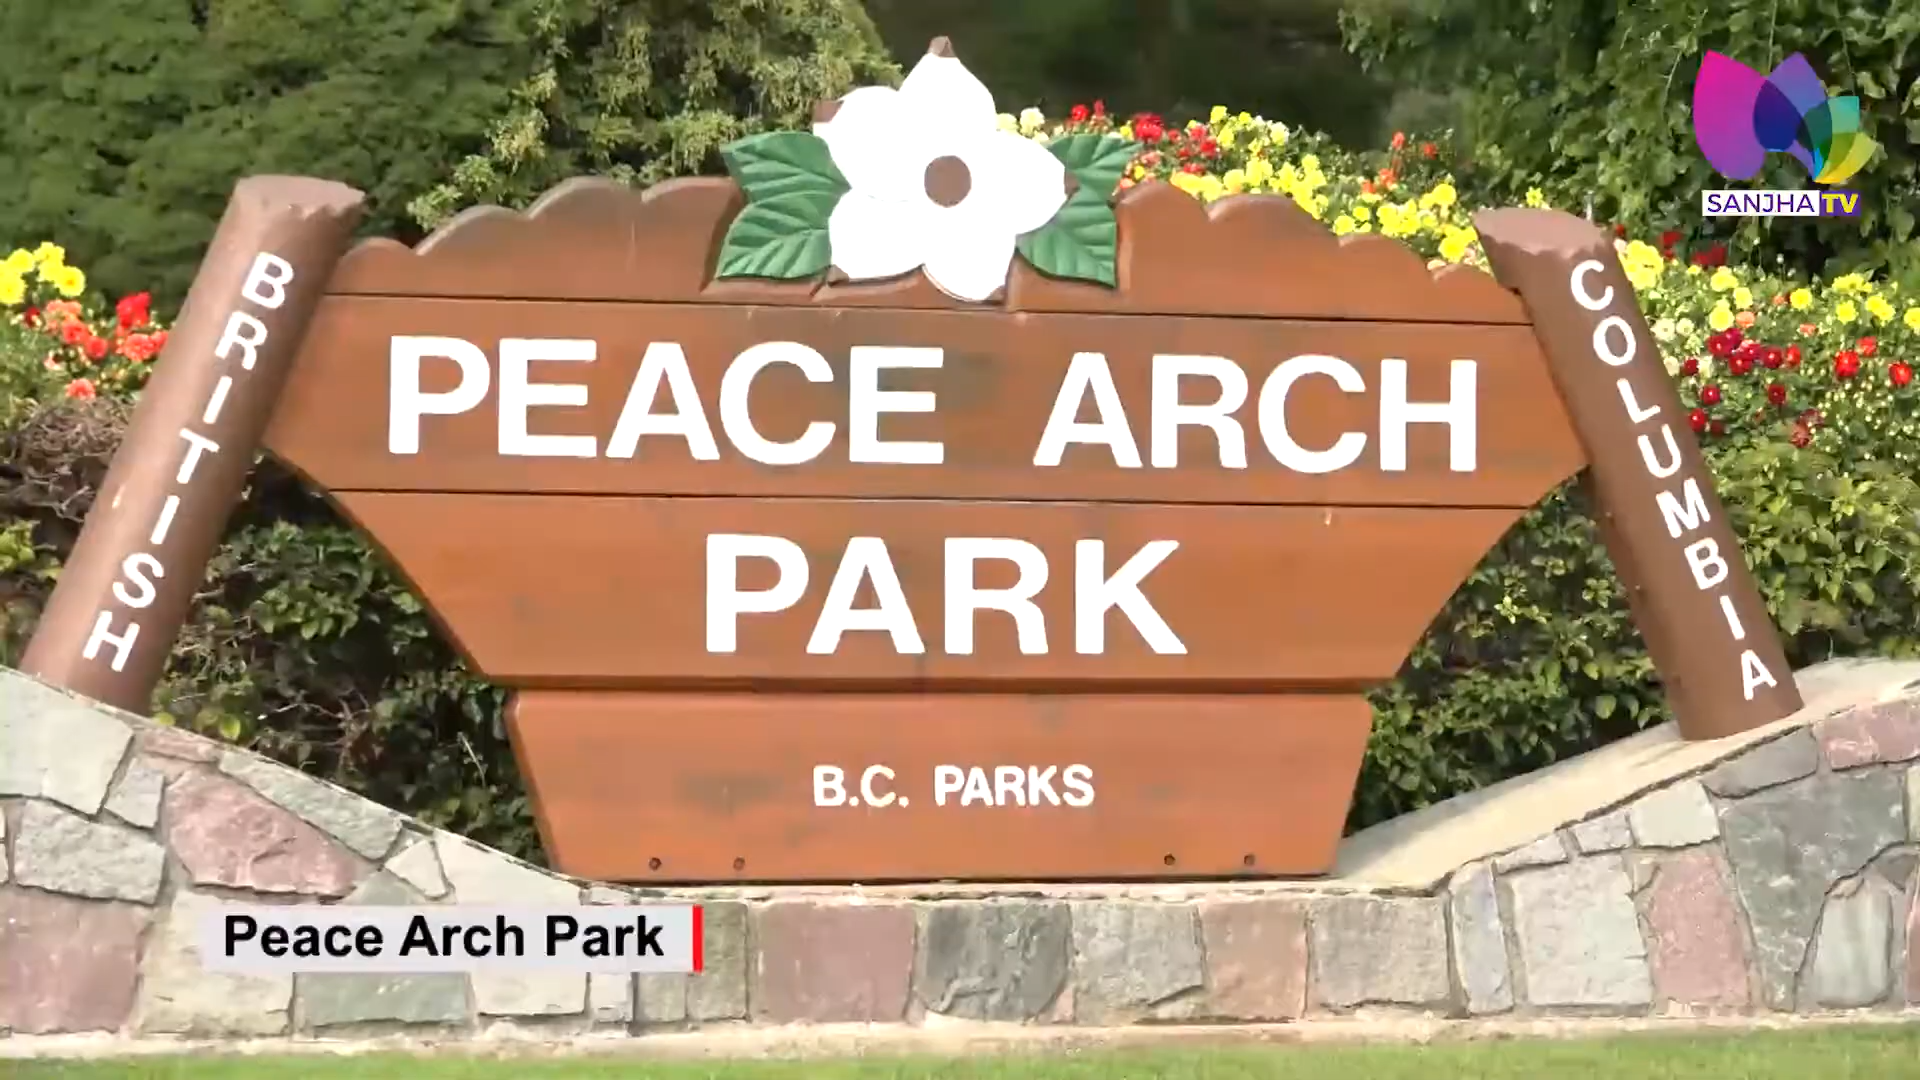 SANJHA TV
BRITISH
COLUMBIA
PEACE ARCH
PARK
B.C. PARKS
Peace Arch Park